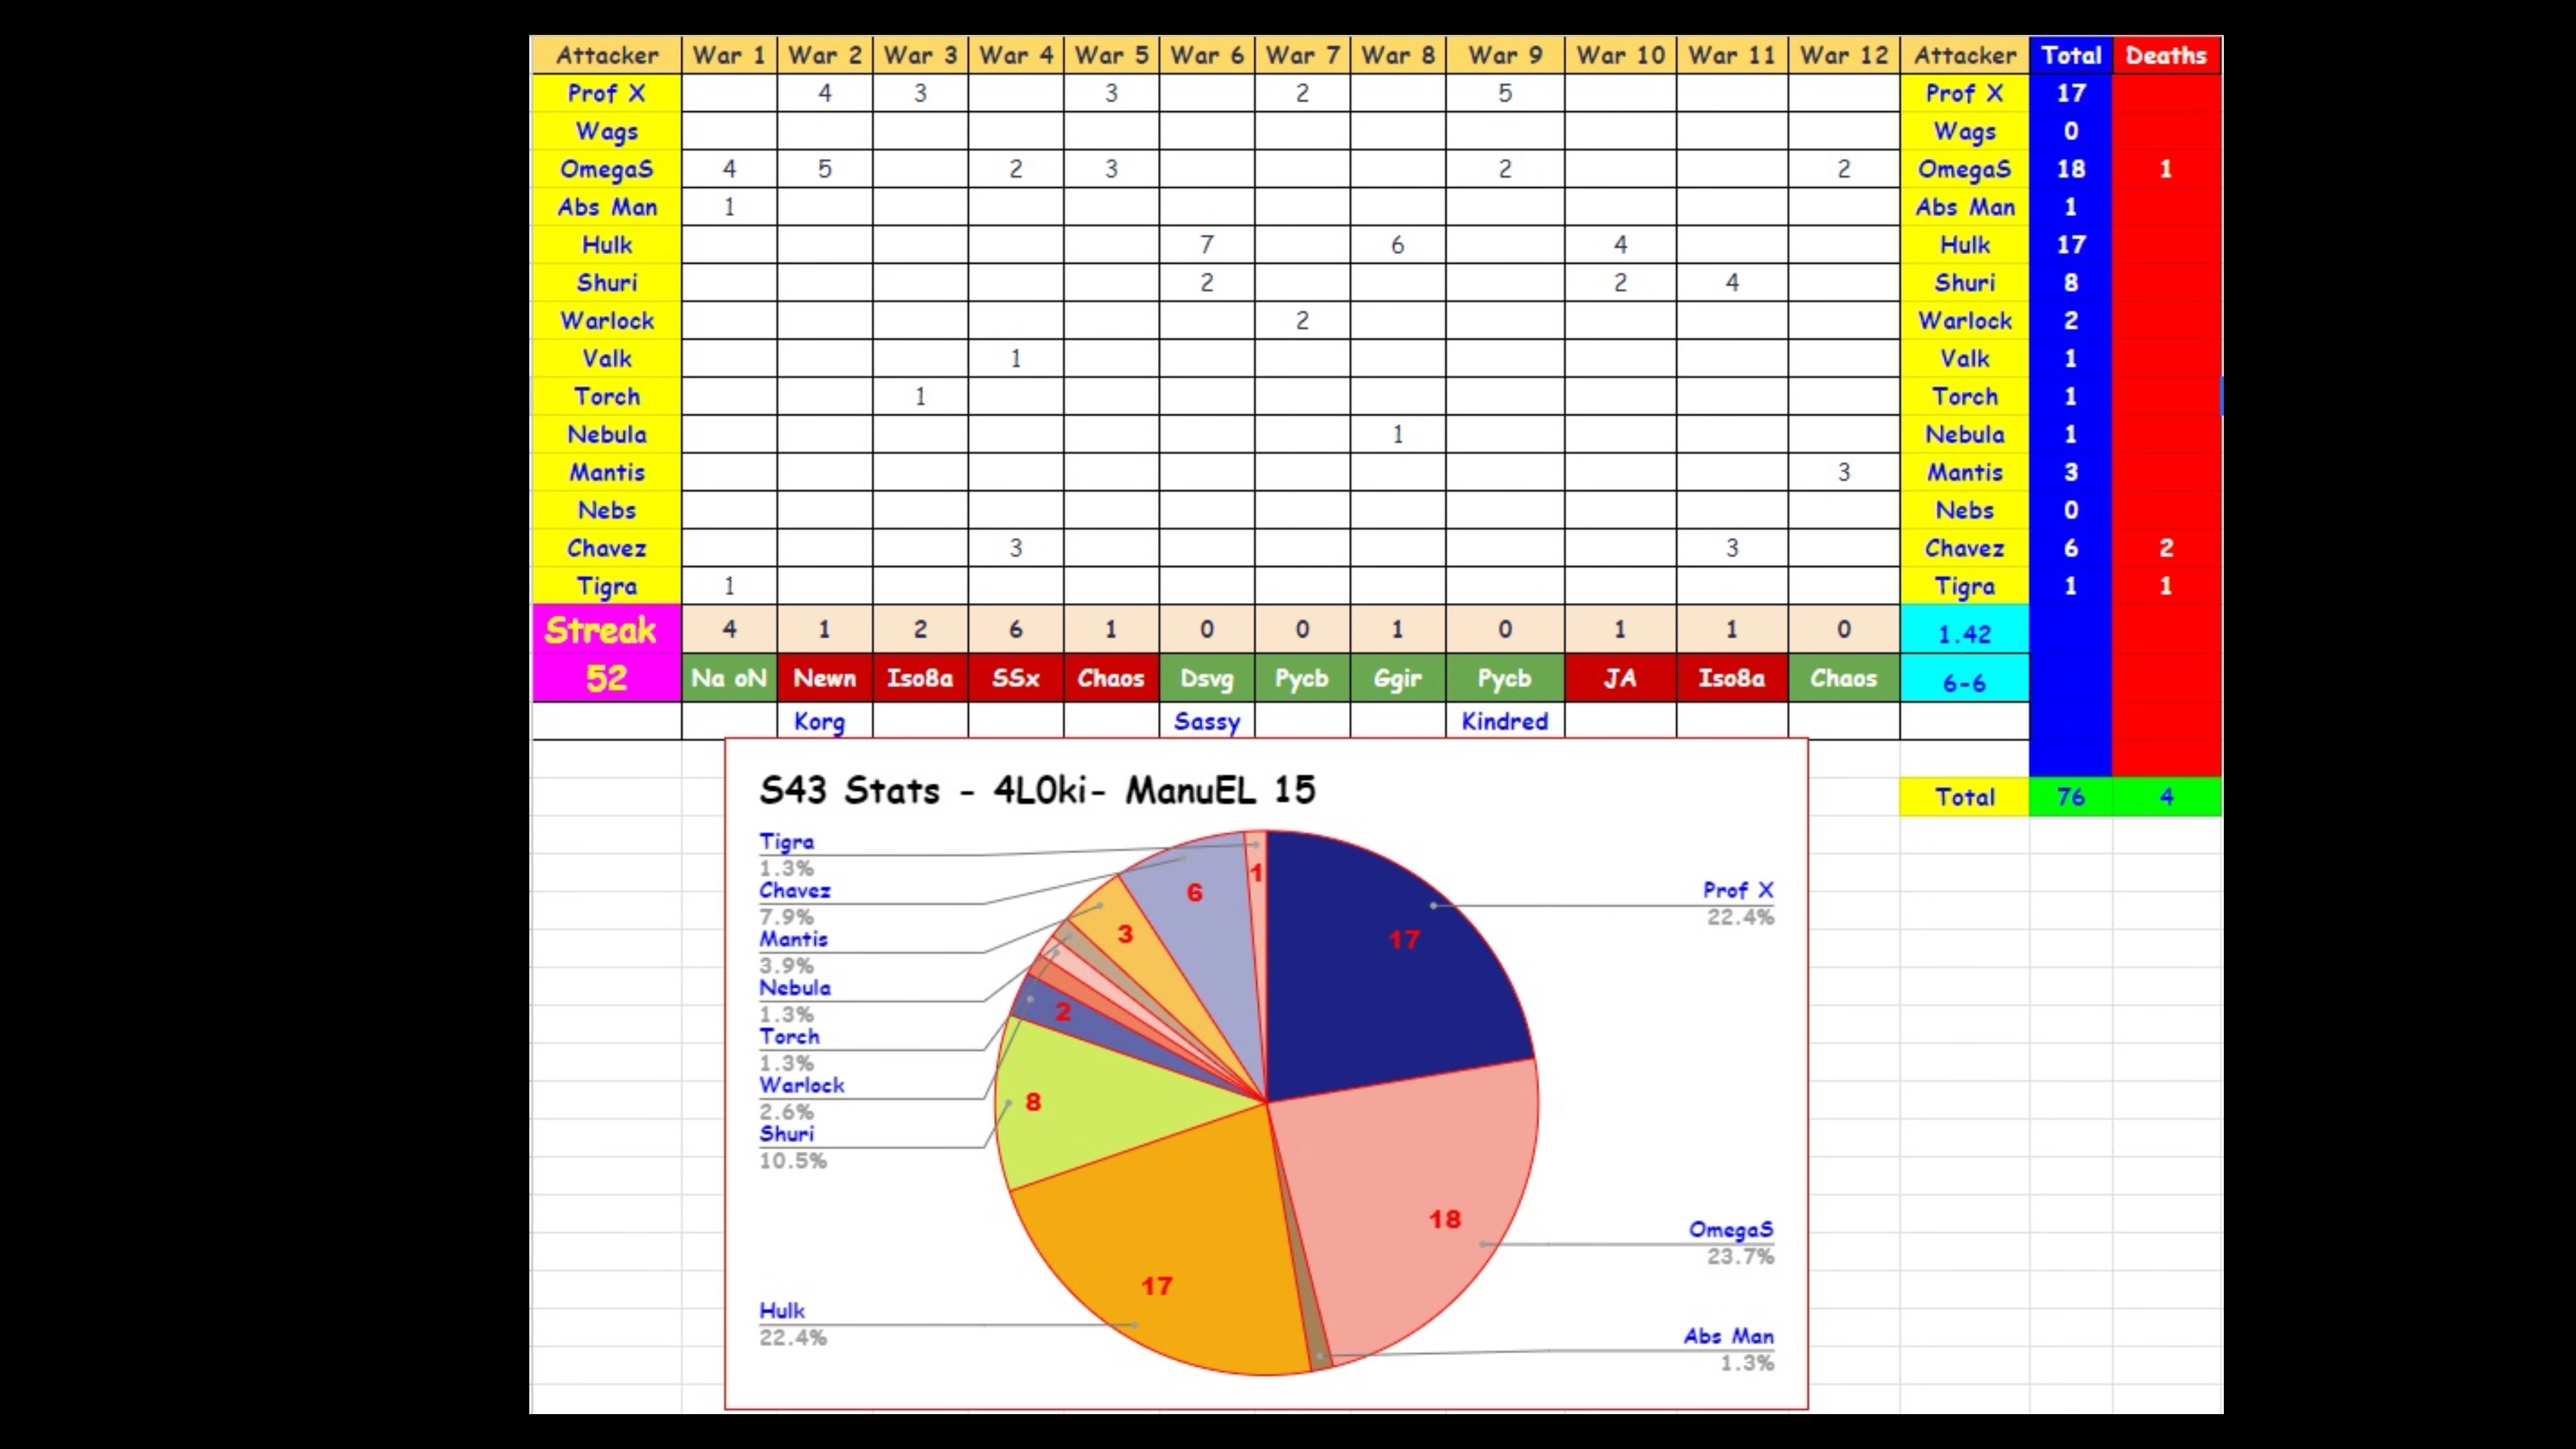 Attacker War 1 War 2 War 3 War 4 War 5 War 6 War 7 War 8 War 9 War 10 War 11 War 12 Attacker Total Deaths
Prof X 4 3 3 2 5 Prof X 17
Wags Wags 0
OmegaS 4 5 2 3 2 2 OmegaS 18 1
Abs Man 1 Abs Man 1
Hulk 7 6 4 Hulk 17
Shuri 2 2 4 Shuri 8
Warlock 2 Warlock 2
Valk 1 Valk 1
Torch 1 Torch 1
Nebula 1 Nebula 1
Mantis 3 Mantis 3
Nebs Nebs 0
Chavez 3 3 Chavez 6 2
Tigra 1 Tigra 1 1
Streak 4 1 2 6 1 0 0 1 0 1 1 0 1.42
52 Na oN Newn Iso8a SSx Chaos Dsvg Pycb Ggir Pycb JA Iso8a Chaos 6-6
Korg Sassy Kindred
Total 76 4
S43 Stats - 4L0ki- ManuEL 15
Tigra
1.3%
Chavez
7.9%
Mantis
3.9%
Nebula
1.3%
Torch
1.3%
Warlock
2.6%
Shuri
10.5%
Hulk
22.4%
1
6
3
2
8
17
17
18
Prof X
22.4%
OmegaS
23.7%
Abs Man
1.3%